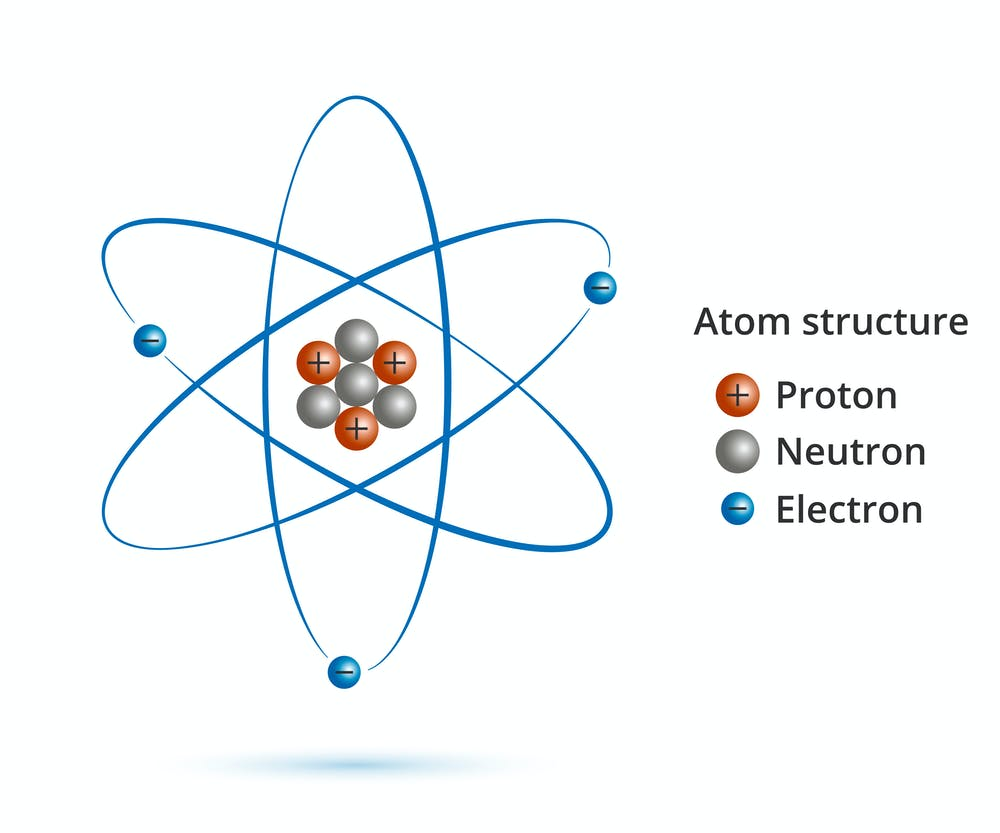 Atom structure
+ Proton
Neutron
− Electron
−
−
+
+
+
−